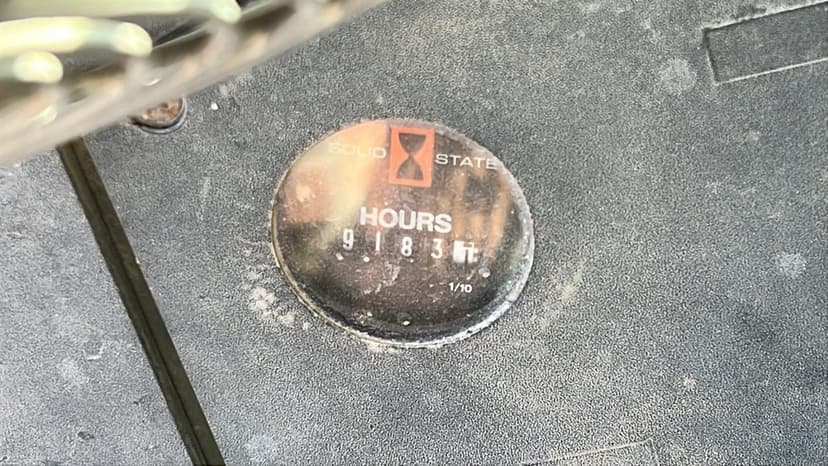 SOLID STATE
HOURS
9183
1/10